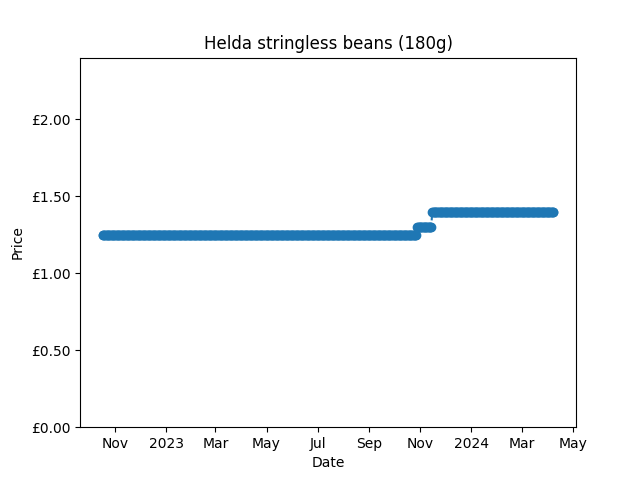 Helda stringless beans (180g)
£2.00
£1.50
£1.00
£0.50
£0.00
Price
Nov 2023 Mar May Jul Sep Nov 2024 Mar May
Date